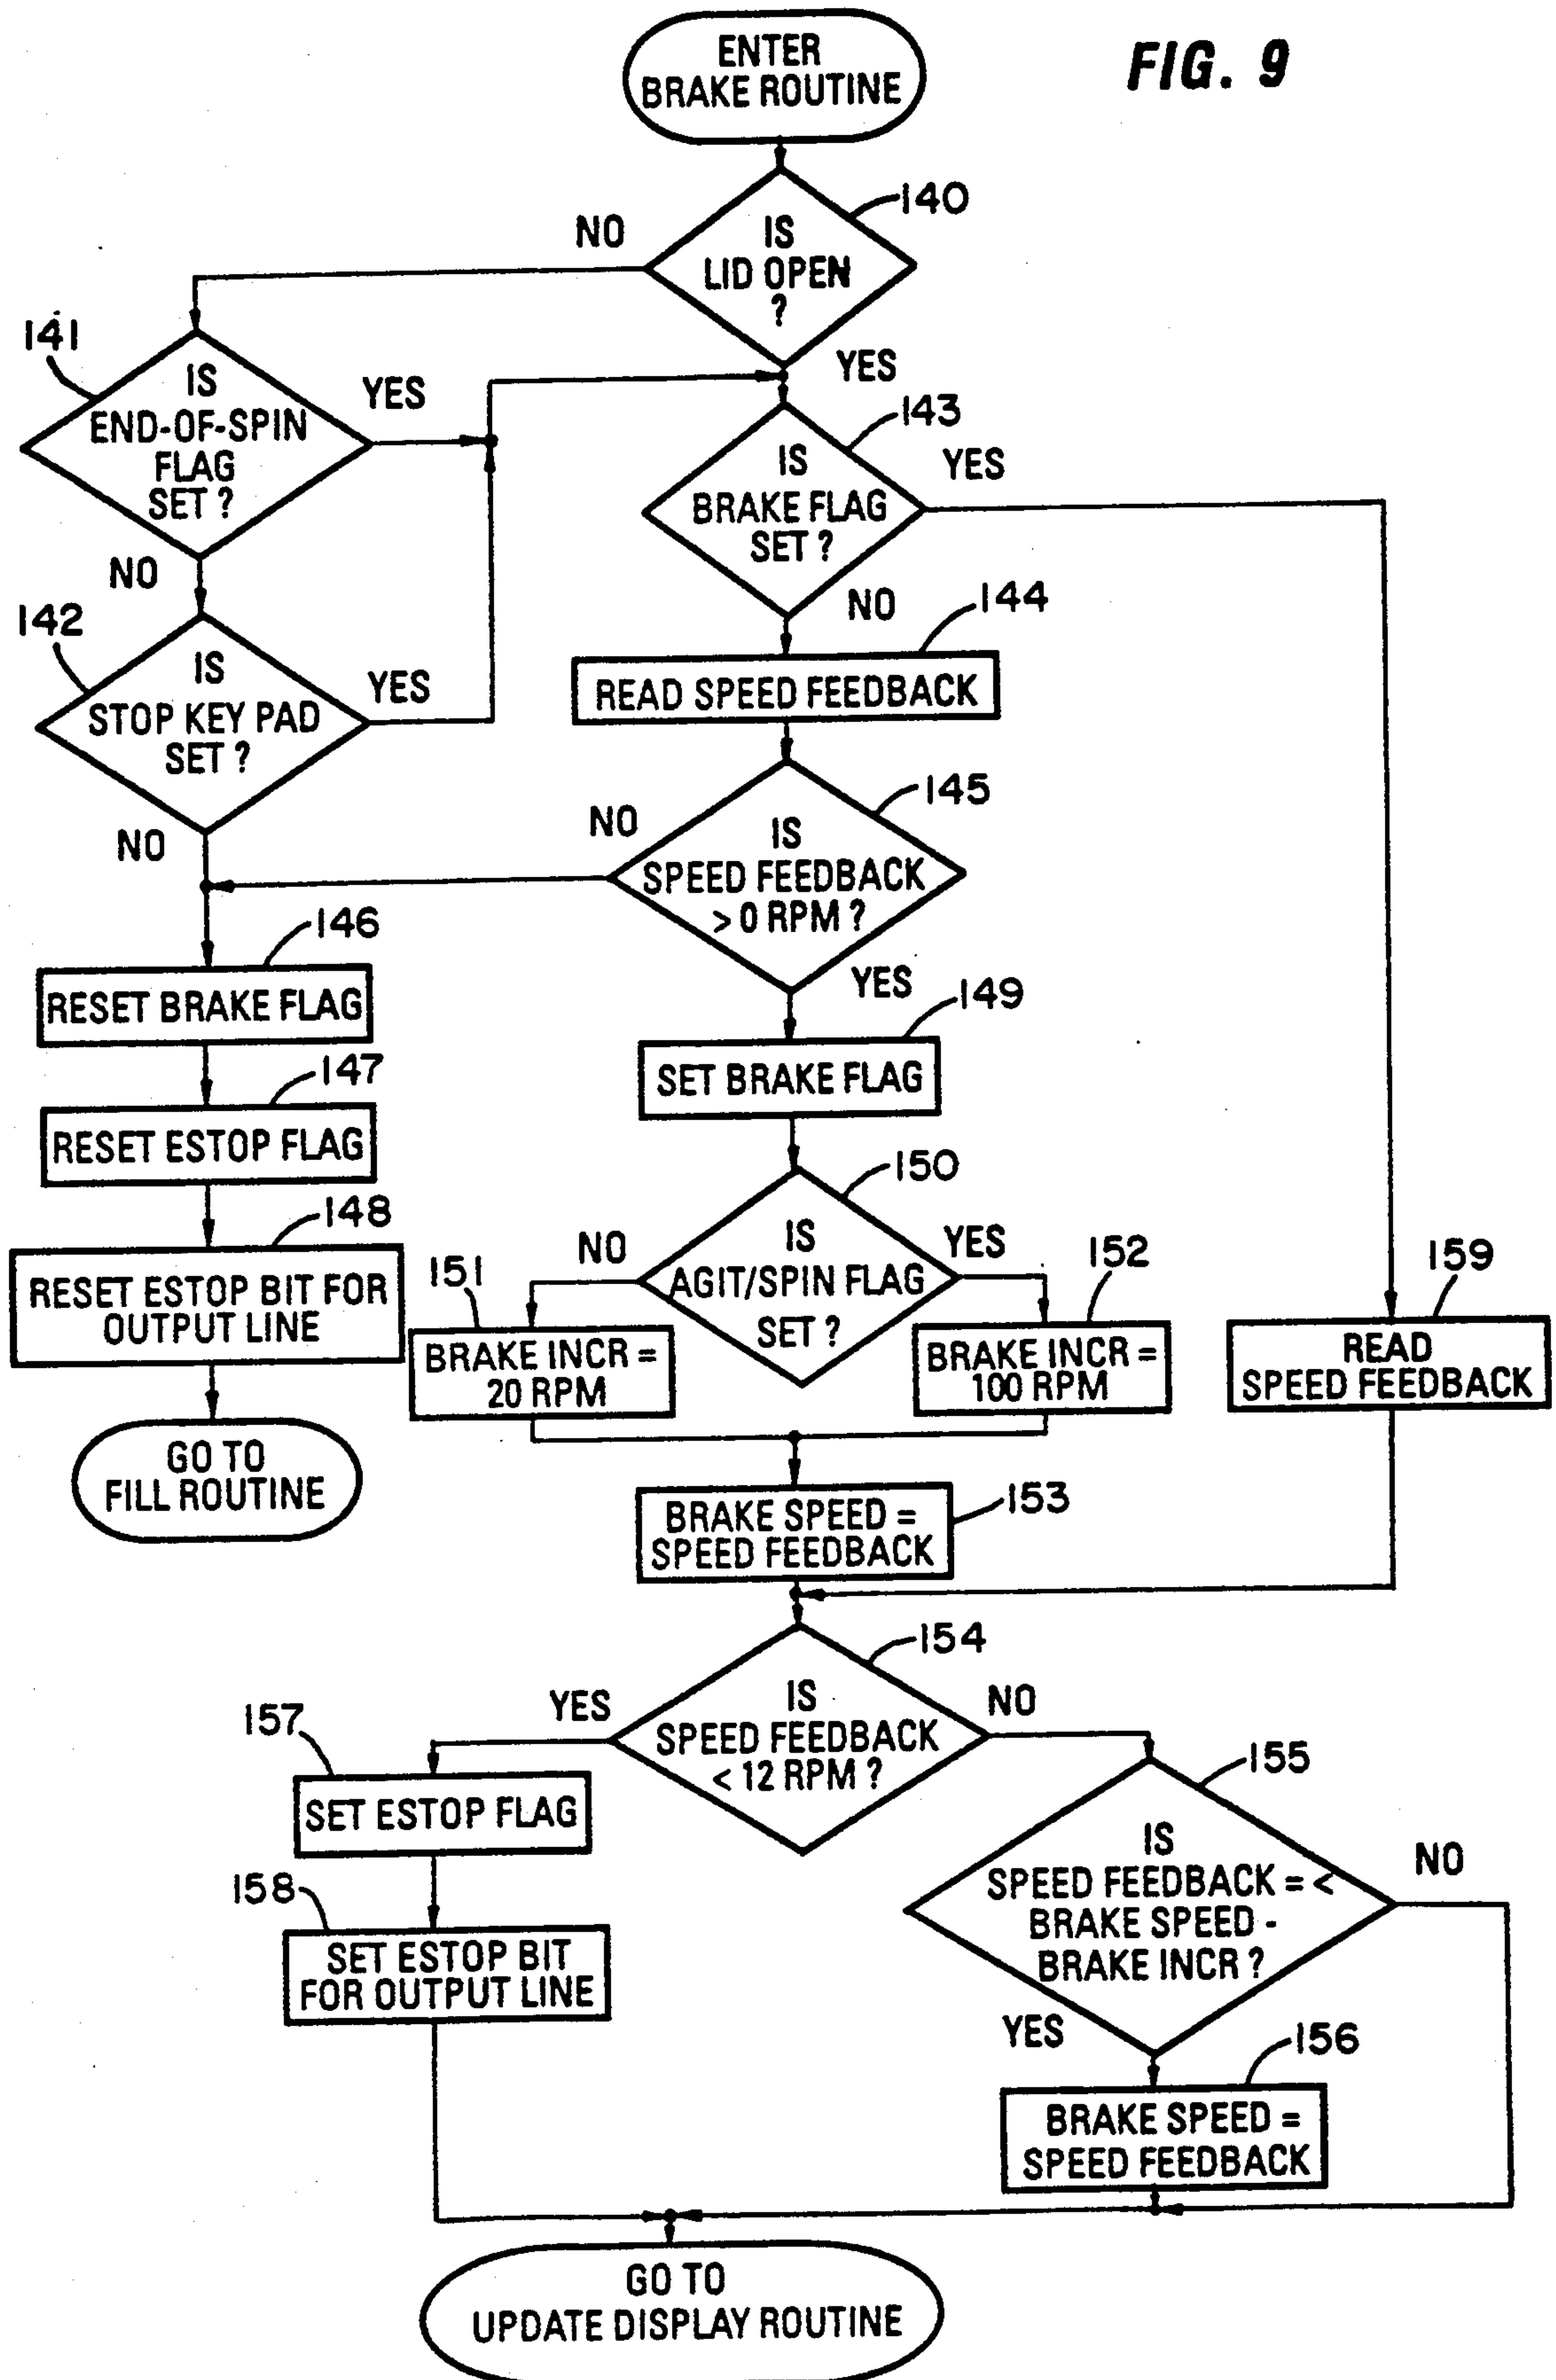 FIG. 9
ENTER
BRAKE ROUTINE
140
NO
IS
LID OPEN
?
YES
141
IS
END-OF-SPIN
FLAG
SET ?
YES
NO
143
IS
BRAKE FLAG
SET ?
YES
NO
142
IS
STOP KEY PAD
SET ?
YES
NO
144
READ SPEED FEEDBACK
145
NO
IS
SPEED FEEDBACK
> 0 RPM ?
YES
146
RESET BRAKE FLAG
147
RESET ESTOP FLAG
148
RESET ESTOP BIT FOR
OUTPUT LINE
GO TO
FILL ROUTINE
149
SET BRAKE FLAG
150
NO
IS
AGIT/SPIN FLAG
SET ?
YES
151
BRAKE INCR =
20 RPM
152
BRAKE INCR =
100 RPM
159
READ
SPEED FEEDBACK
153
BRAKE SPEED =
SPEED FEEDBACK
154
YES
IS
SPEED FEEDBACK
< 12 RPM ?
NO
157
SET ESTOP FLAG
158
SET ESTOP BIT
FOR OUTPUT LINE
155
IS
SPEED FEEDBACK = <
BRAKE SPEED -
BRAKE INCR ?
NO
YES
156
BRAKE SPEED =
SPEED FEEDBACK
GO TO
UPDATE DISPLAY ROUTINE